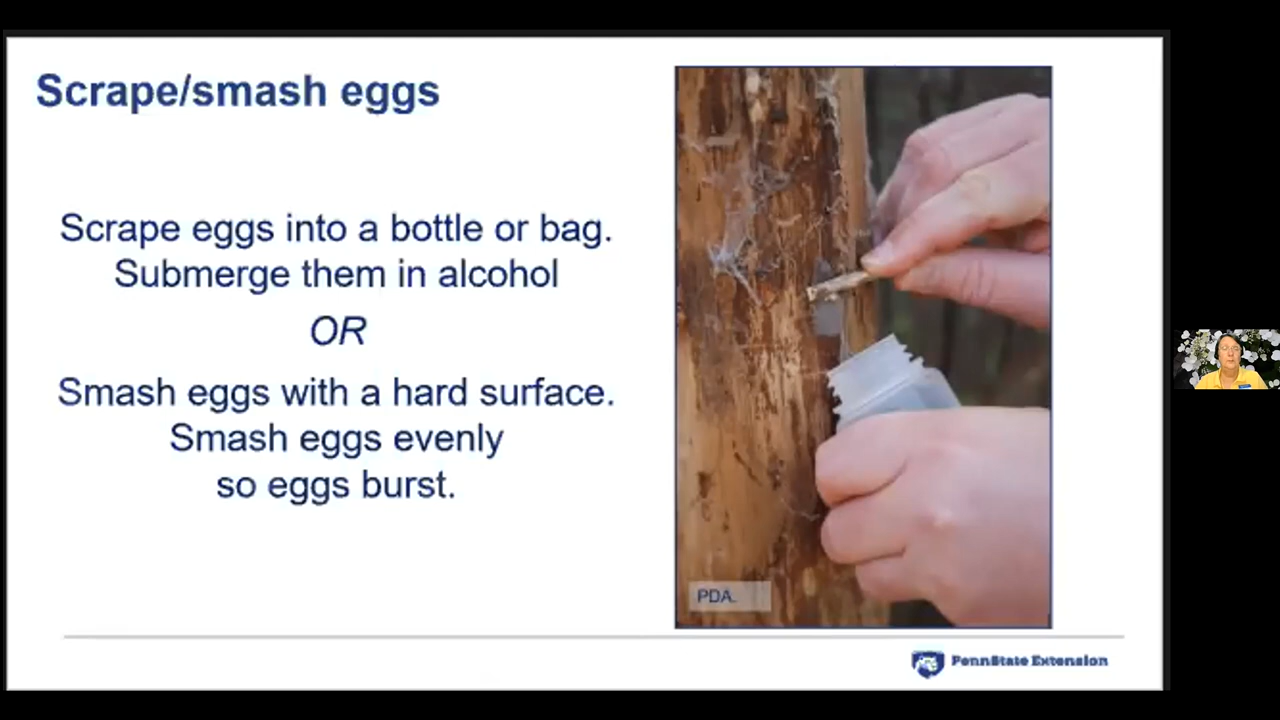 Scrape/smash eggs
Scrape eggs into a bottle or bag.
Submerge them in alcohol
OR
Smash eggs with a hard surface.
Smash eggs evenly
so eggs burst.
PDA.
PennState Extension